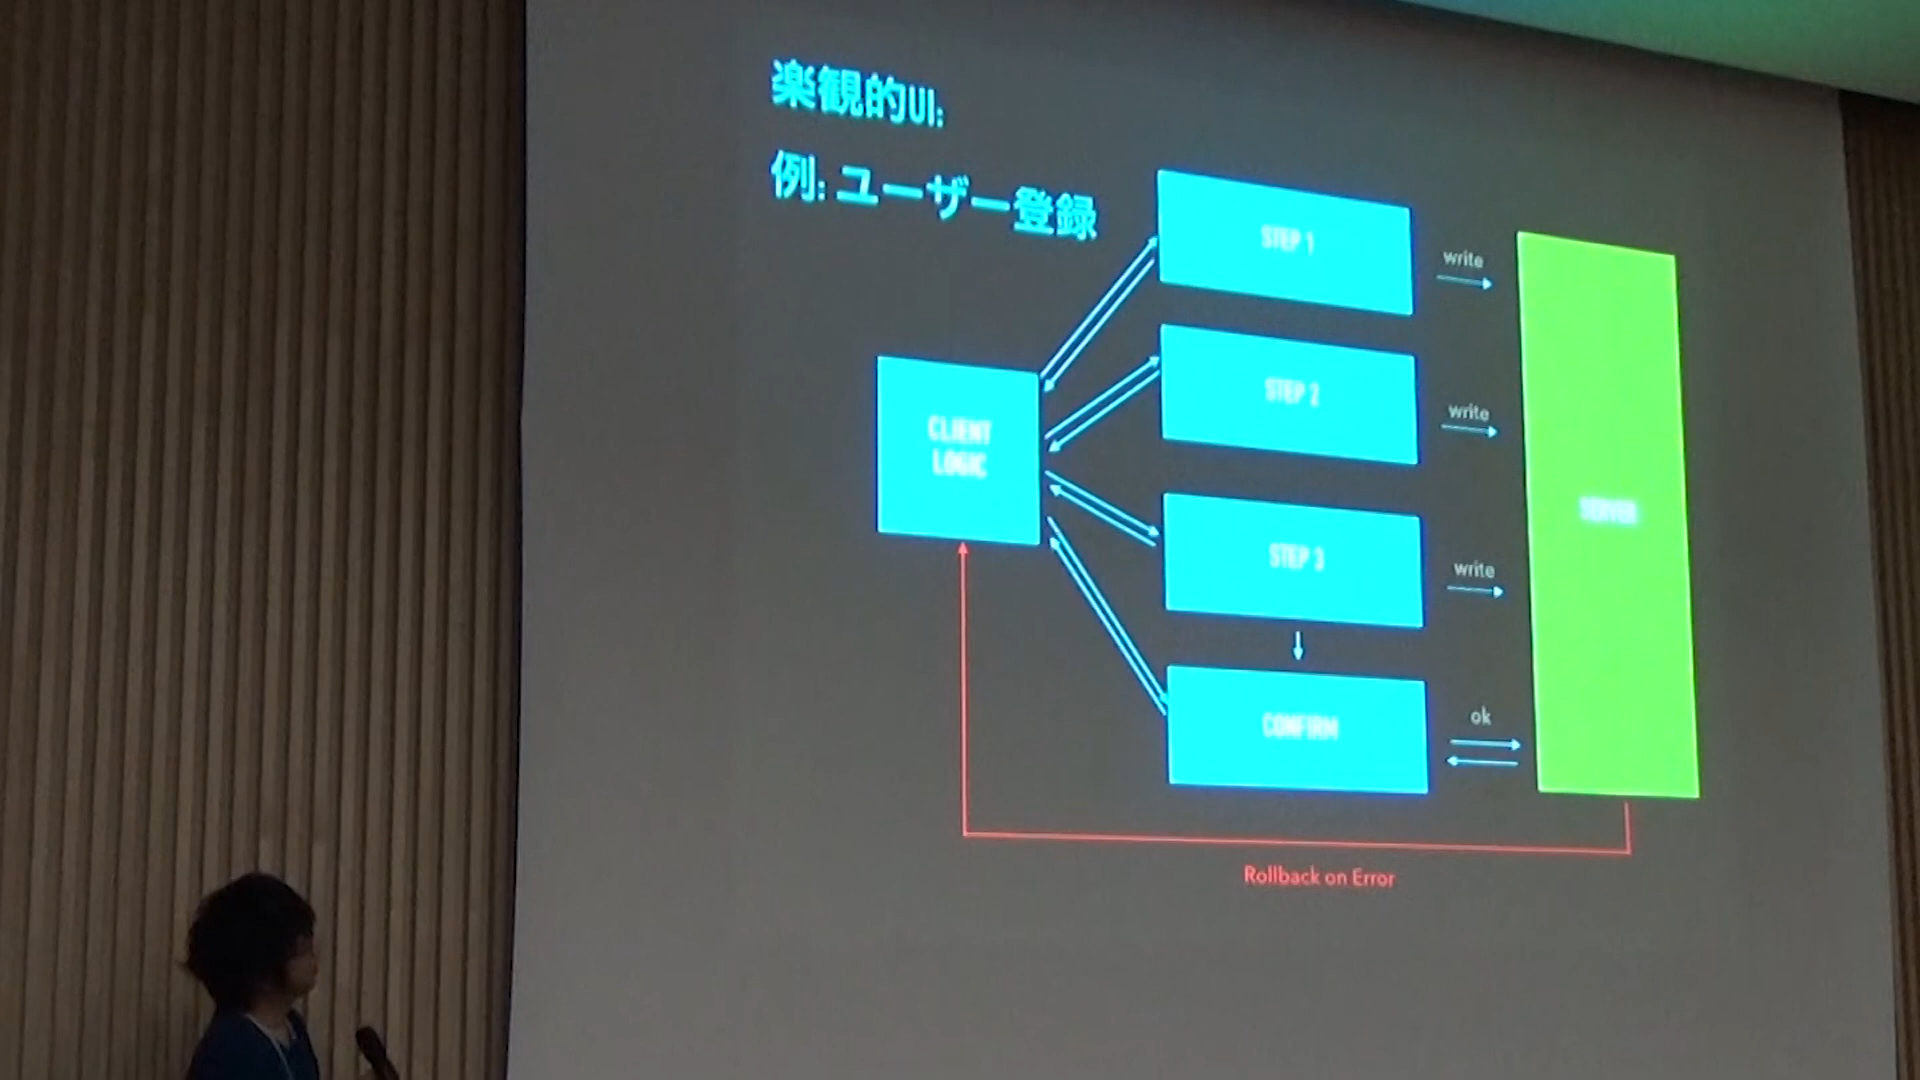 楽観的UI:
例: ユーザー登録
STEP 1
write
STEP 2
write
CLIENT
LOGIC
SERVER
STEP 3
write
CONFIRM
ok
Rollback on Error